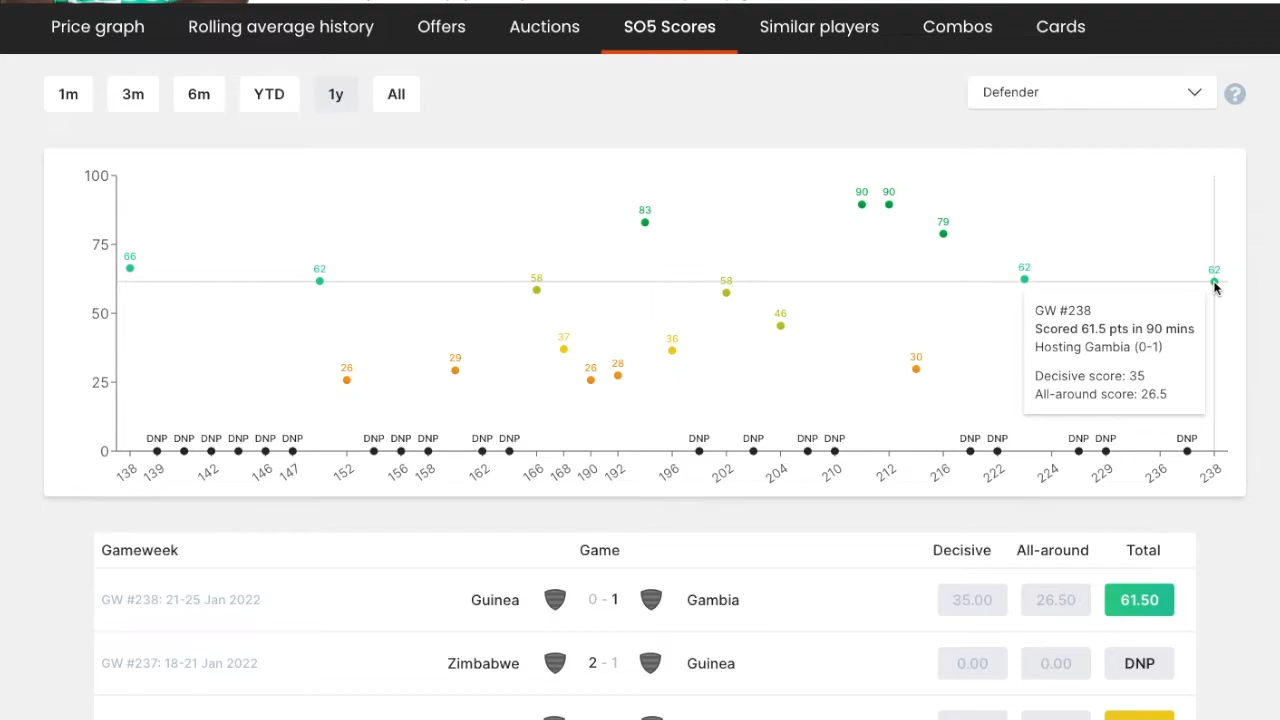 Price graph Rolling average history Offers Auctions SO5 Scores Similar players Combos Cards
1m 3m 6m YTD 1y All Defender ?
100
75
50
25
0
66 62 26 29 58 37 26 28 83 36 58 46 90 90 30 79 62 62
DNP DNP DNP DNP DNP DNP DNP DNP DNP DNP DNP DNP DNP DNP DNP DNP DNP DNP DNP DNP
138 139 142 146 147 152 156 158 162 166 168 190 192 196 202 204 210 212 216 222 224 229 236 238
GW #238
Scored 61.5 pts in 90 mins
Hosting Gambia (0-1)
Decisive score: 35
All-around score: 26.5
Gameweek Game Decisive All-around Total
GW #238: 21-25 Jan 2022 Guinea 0 - 1 Gambia 35.00 26.50 61.50
GW #237: 18-21 Jan 2022 Zimbabwe 2 - 1 Guinea 0.00 0.00 DNP